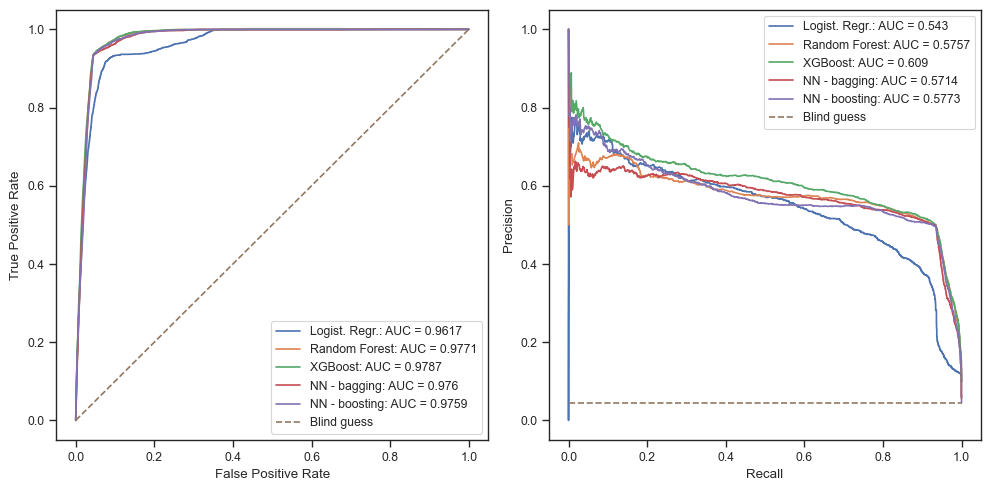 1.0
0.8
0.6
0.4
0.2
0.0
True Positive Rate
0.0 0.2 0.4 0.6 0.8 1.0
False Positive Rate
Logist. Regr.: AUC = 0.9617
Random Forest: AUC = 0.9771
XGBoost: AUC = 0.9787
NN - bagging: AUC = 0.976
NN - boosting: AUC = 0.9759
Blind guess
1.0
0.8
0.6
0.4
0.2
0.0
Precision
0.0 0.2 0.4 0.6 0.8 1.0
Recall
Logist. Regr.: AUC = 0.543
Random Forest: AUC = 0.5757
XGBoost: AUC = 0.609
NN - bagging: AUC = 0.5714
NN - boosting: AUC = 0.5773
Blind guess